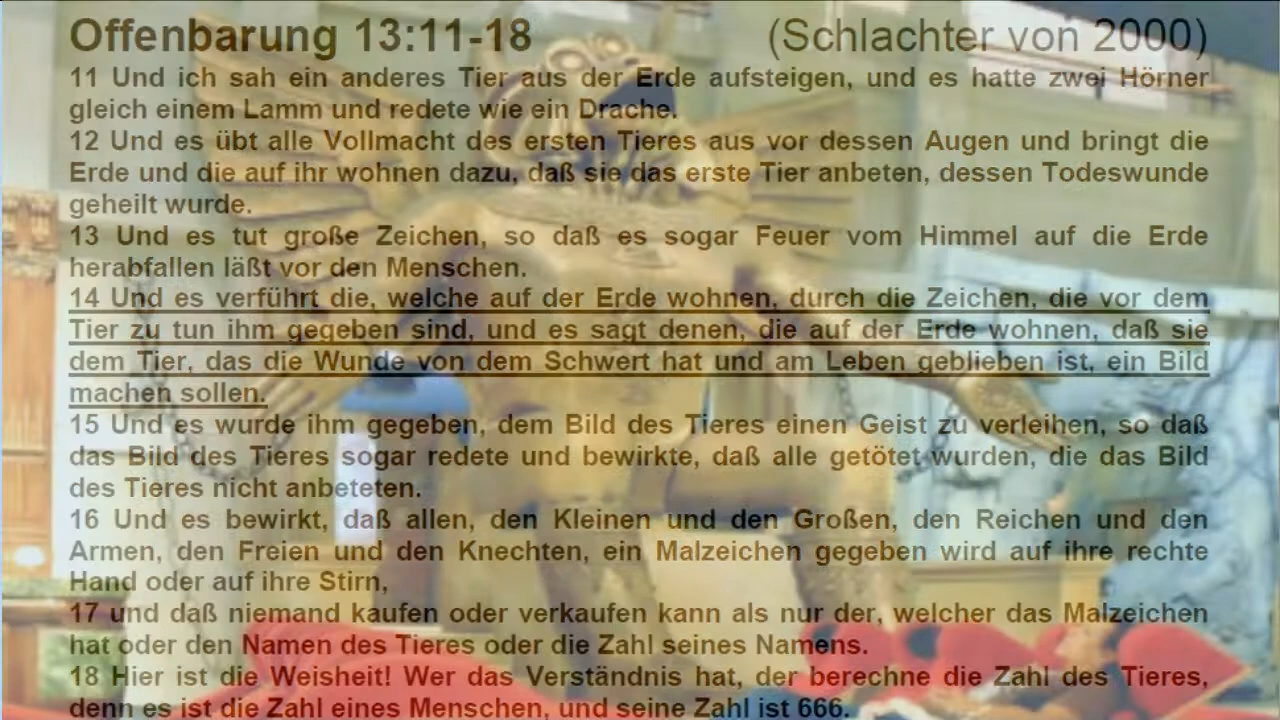 Offenbarung 13:11-18 (Schlachter von 2000)
11 Und ich sah ein anderes Tier aus der Erde aufsteigen, und es hatte zwei Hörner
gleich einem Lamm und redete wie ein Drache.
12 Und es übt alle Vollmacht des ersten Tieres aus vor dessen Augen und bringt die
Erde und die auf ihr wohnen dazu, daß sie das erste Tier anbeten, dessen Todeswunde
geheilt wurde.
13 Und es tut große Zeichen, so daß es sogar Feuer vom Himmel auf die Erde
herabfallen läßt vor den Menschen.
14 Und es verführt die, welche auf der Erde wohnen, durch die Zeichen, die vor dem
Tier zu tun ihm gegeben sind, und es sagt denen, die auf der Erde wohnen, daß sie
dem Tier, das die Wunde von dem Schwert hat und am Leben geblieben ist, ein Bild
machen sollen.
15 Und es wurde ihm gegeben, dem Bild des Tieres einen Geist zu verleihen, so daß
das Bild des Tieres sogar redete und bewirkte, daß alle getötet wurden, die das Bild
des Tieres nicht anbeteten.
16 Und es bewirkt, daß allen, den Kleinen und den Großen, den Reichen und den
Armen, den Freien und den Knechten, ein Malzeichen gegeben wird auf ihre rechte
Hand oder auf ihre Stirn,
17 und daß niemand kaufen oder verkaufen kann als nur der, welcher das Malzeichen
hat oder den Namen des Tieres oder die Zahl seines Namens.
18 Hier ist die Weisheit! Wer das Verständnis hat, der berechne die Zahl des Tieres,
denn es ist die Zahl eines Menschen, und seine Zahl ist 666.